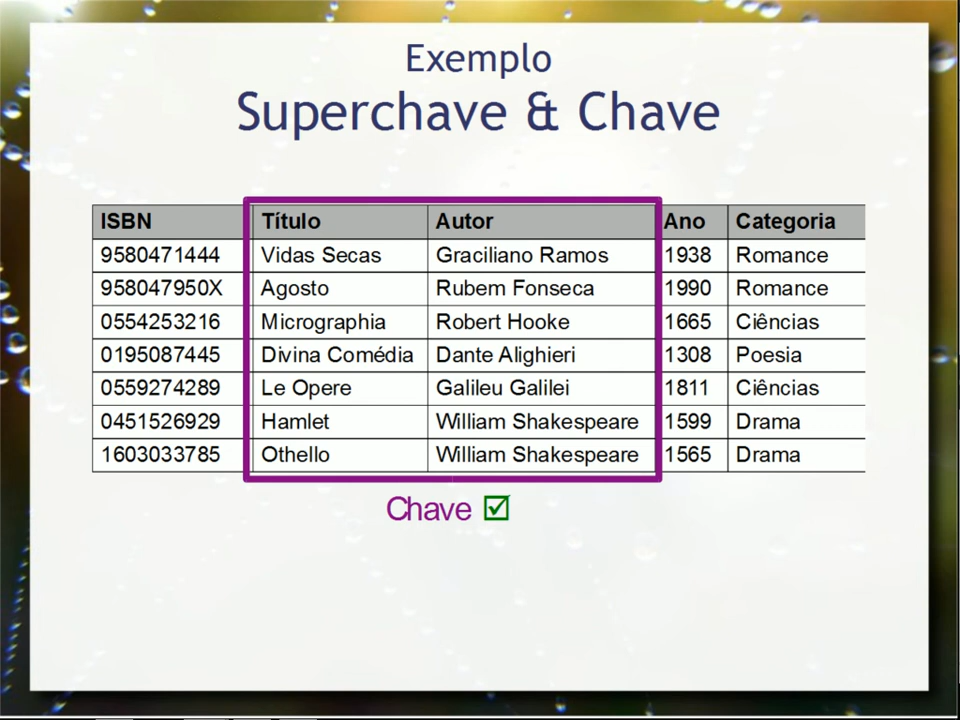 Exemplo
Superchave & Chave
ISBN Título Autor Ano Categoria
9580471444 Vidas Secas Graciliano Ramos 1938 Romance
958047950X Agosto Rubem Fonseca 1990 Romance
0554253216 Micrographia Robert Hooke 1665 Ciências
0195087445 Divina Comédia Dante Alighieri 1308 Poesia
0559274289 Le Opere Galileu Galilei 1811 Ciências
0451526929 Hamlet William Shakespeare 1599 Drama
1603033785 Othello William Shakespeare 1565 Drama
Chave ☑